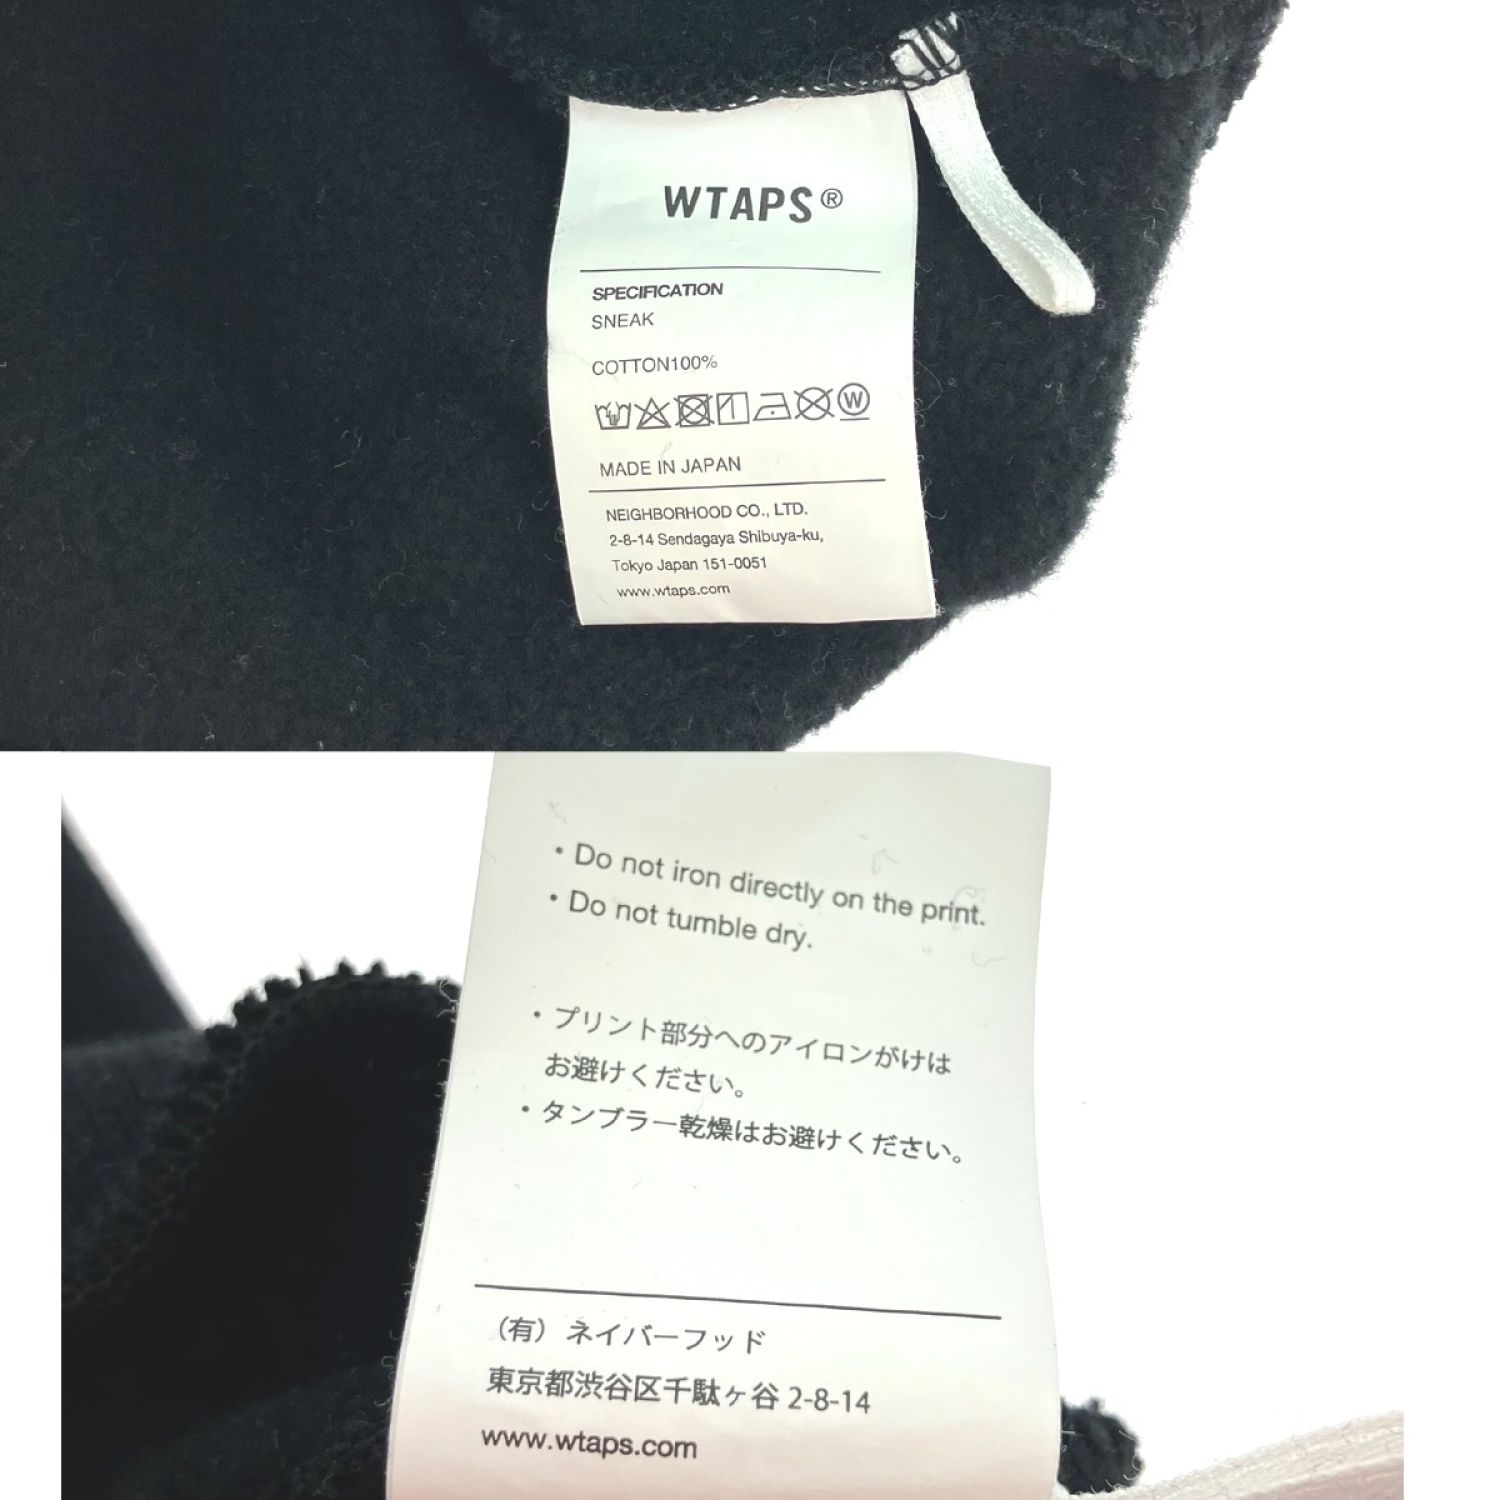 WTAPS®
SPECIFICATION
SNEAK
COTTON100%
W
MADE IN JAPAN
NEIGHBORHOOD CO., LTD.
2-8-14 Sendagaya Shibuya-ku,
Tokyo Japan 151-0051
www.wtaps.com
・Do not iron directly on the print.
・Do not tumble dry.
・プリント部分へのアイロンがけは
お避けください。
・タンブラー乾燥はお避けください。
（有）ネイバーフッド
東京都渋谷区千駄ヶ谷 2-8-14
www.wtaps.com